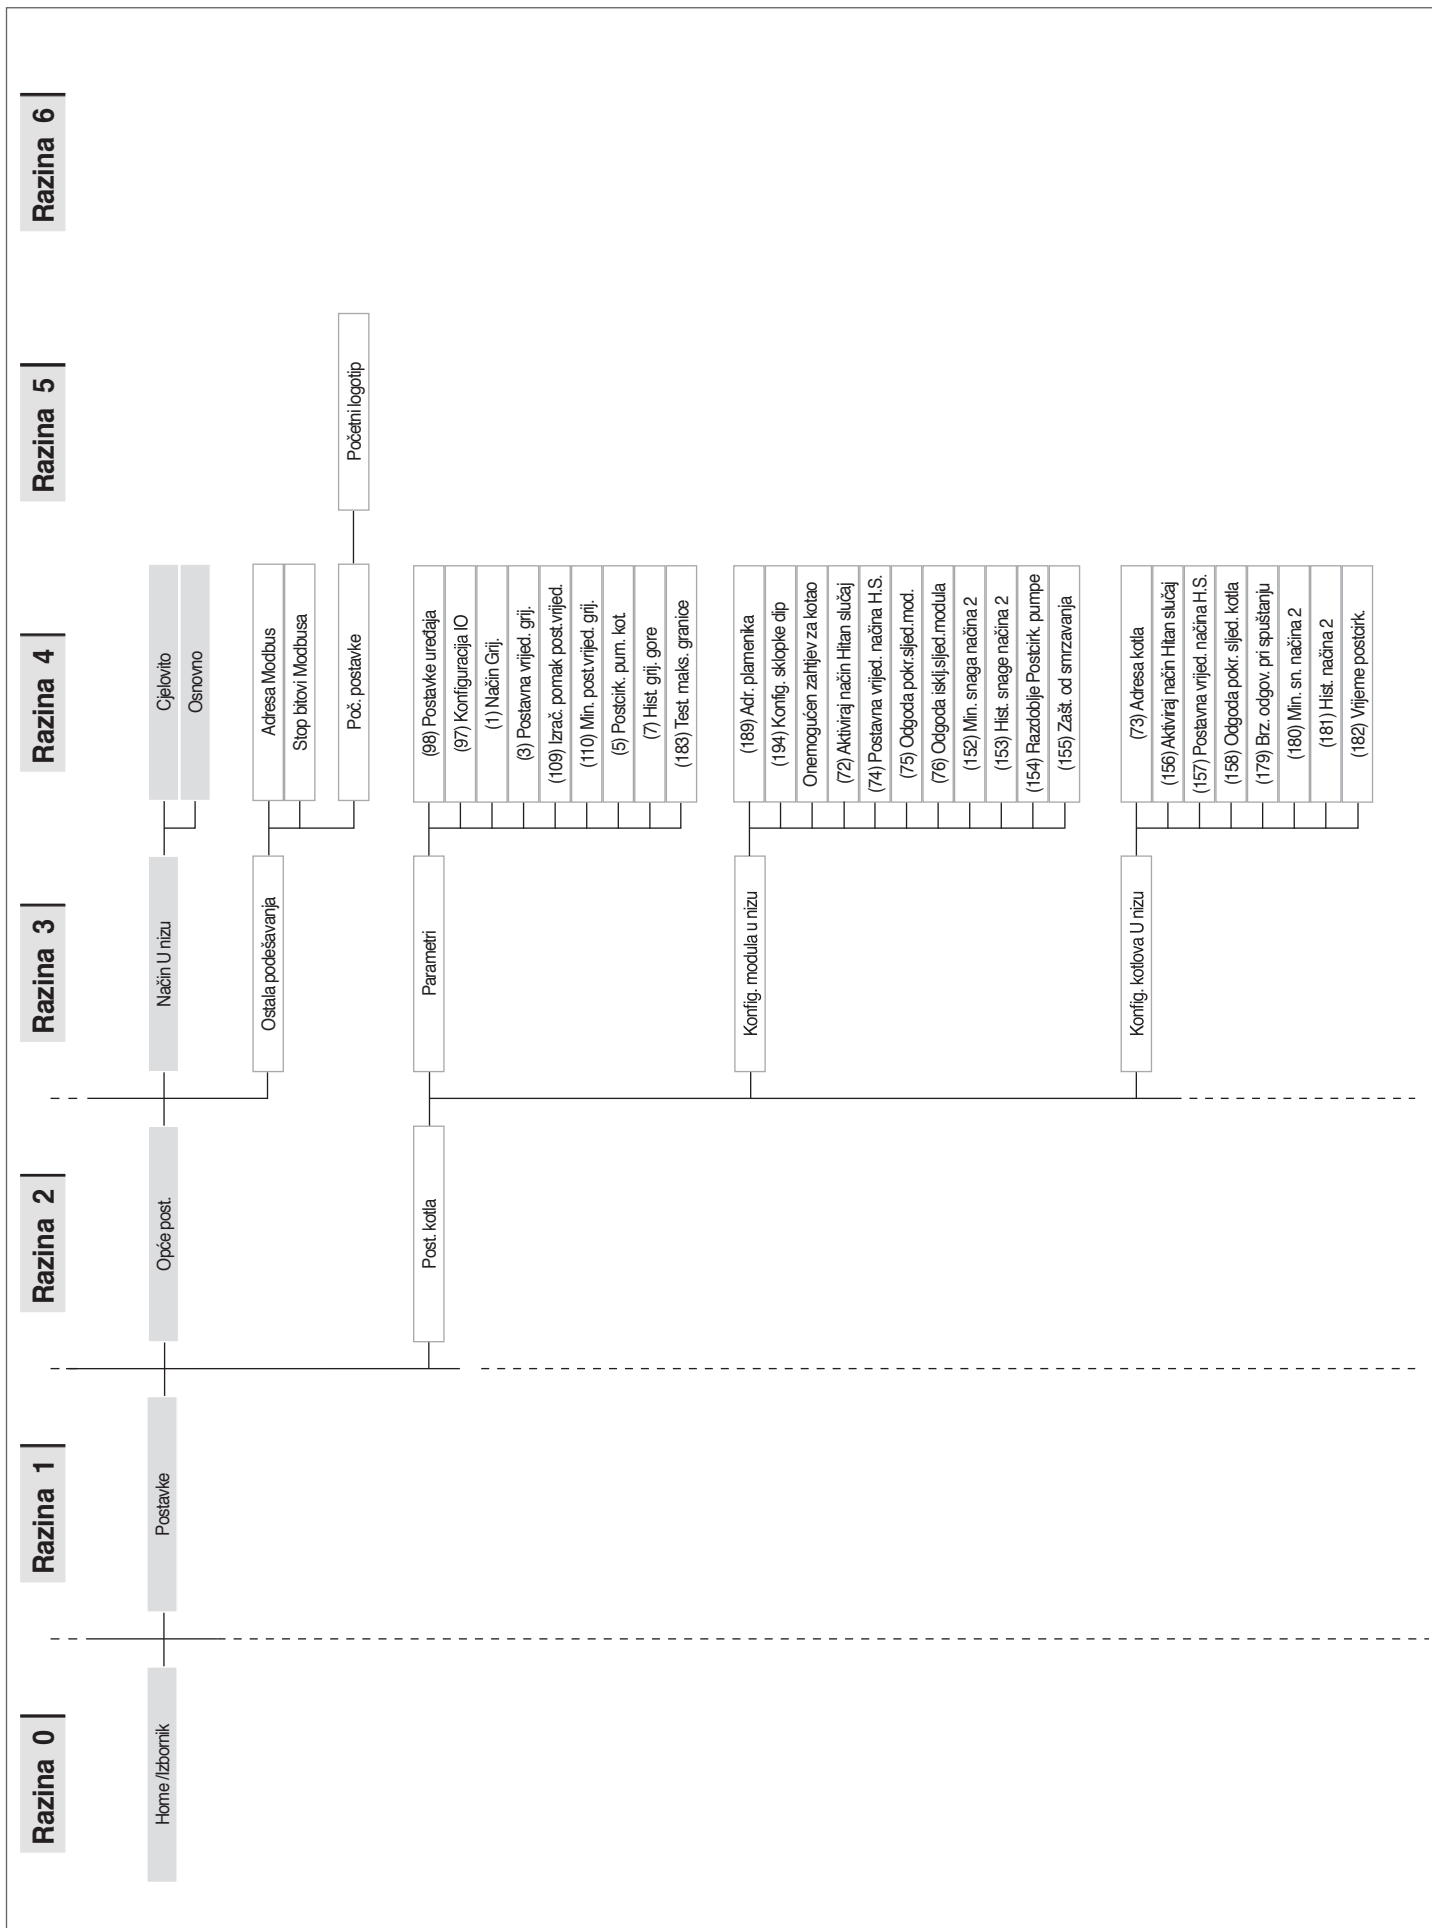 Razina 0
Razina 1
Razina 2
Razina 3
Razina 4
Razina 5
Razina 6
Home /Izbornik
Postavke
Opće post.
Način U nizu
Cjelovito
Osnovno
Ostala podešavanja
Adresa Modbus
Stop bitovi Modbusa
Poč. postavke
Početni logotip
Post. kotla
Parametri
(98) Postavke uređaja
(97) Konfiguracija IO
(1) Način Grij.
(3) Postavna vrijed. grij.
(109) Izrač. pomak post.vrijed.
(110) Min. post.vrijed. grij.
(5) Postcirk. pum. kot.
(7) Hist. grij. gore
(183) Test. maks. granice
Konfig. modula u nizu
(189) Adr. plamenika
(194) Konfig. sklopke dip
Onemogućen zahtjev za kotao
(72) Aktiviraj način Hitan slučaj
(74) Postavna vrijed. načina H.S.
(75) Odgoda pokr.sljed.mod.
(76) Odgoda isklj.sljed.modula
(152) Min. snaga načina 2
(153) Hist. snage načina 2
(154) Razdoblje Postcirk. pumpe
(155) Zašt. od smrzavanja
Konfig. kotlova U nizu
(73) Adresa kotla
(156) Aktiviraj način Hitan slučaj
(157) Postavna vrijed. načina H.S.
(158) Odgoda pokr. sljed. kotla
(179) Brz. odgov. pri spuštanju
(180) Min. sn. načina 2
(181) Hist. načina 2
(182) Vrijeme postcirk.